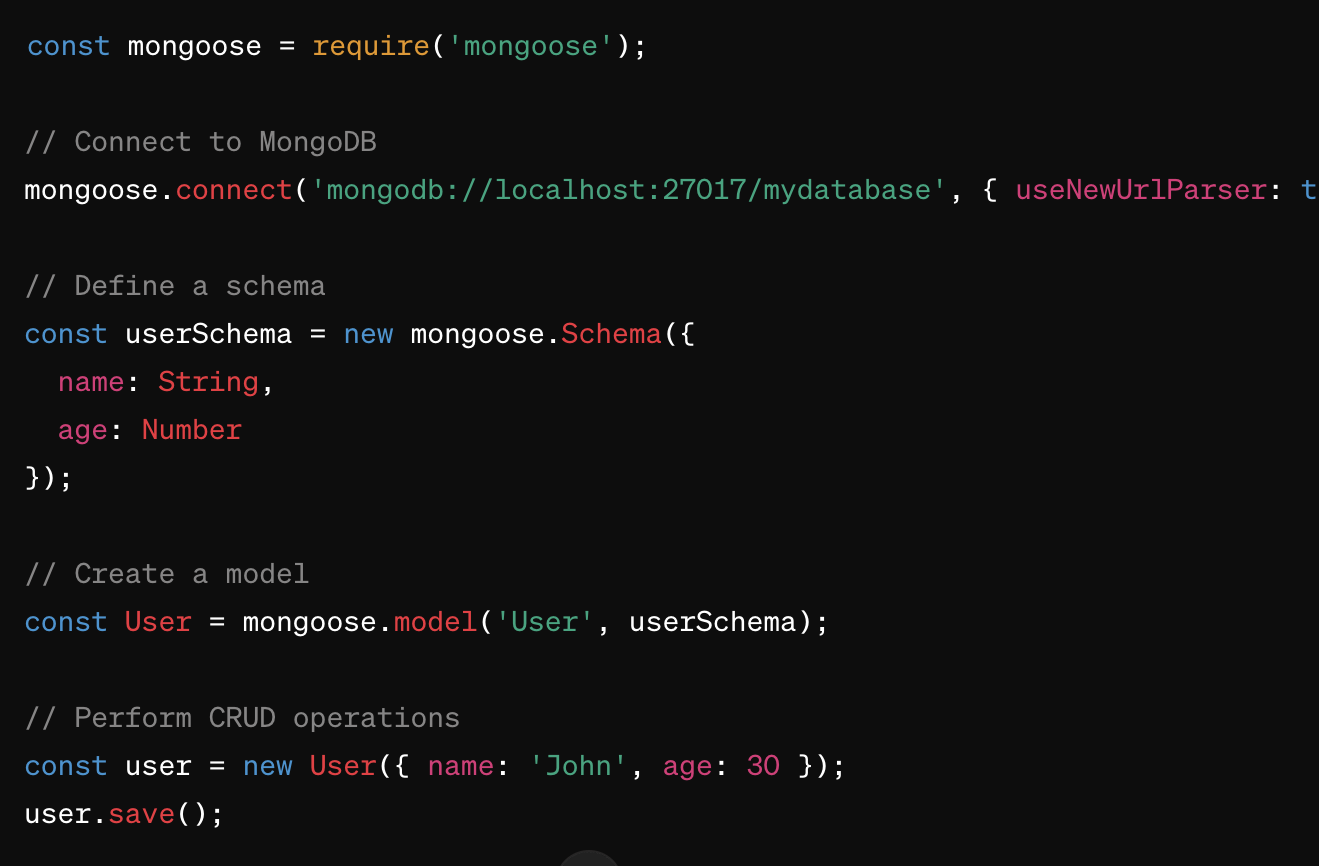 const mongoose = require('mongoose');
// Connect to MongoDB
mongoose.connect('mongodb://localhost:27017/mydatabase', { useNewUrlParser: t
// Define a schema
const userSchema = new mongoose.Schema({
  name: String,
  age: Number
});
// Create a model
const User = mongoose.model('User', userSchema);
// Perform CRUD operations
const user = new User({ name: 'John', age: 30 });
user.save();